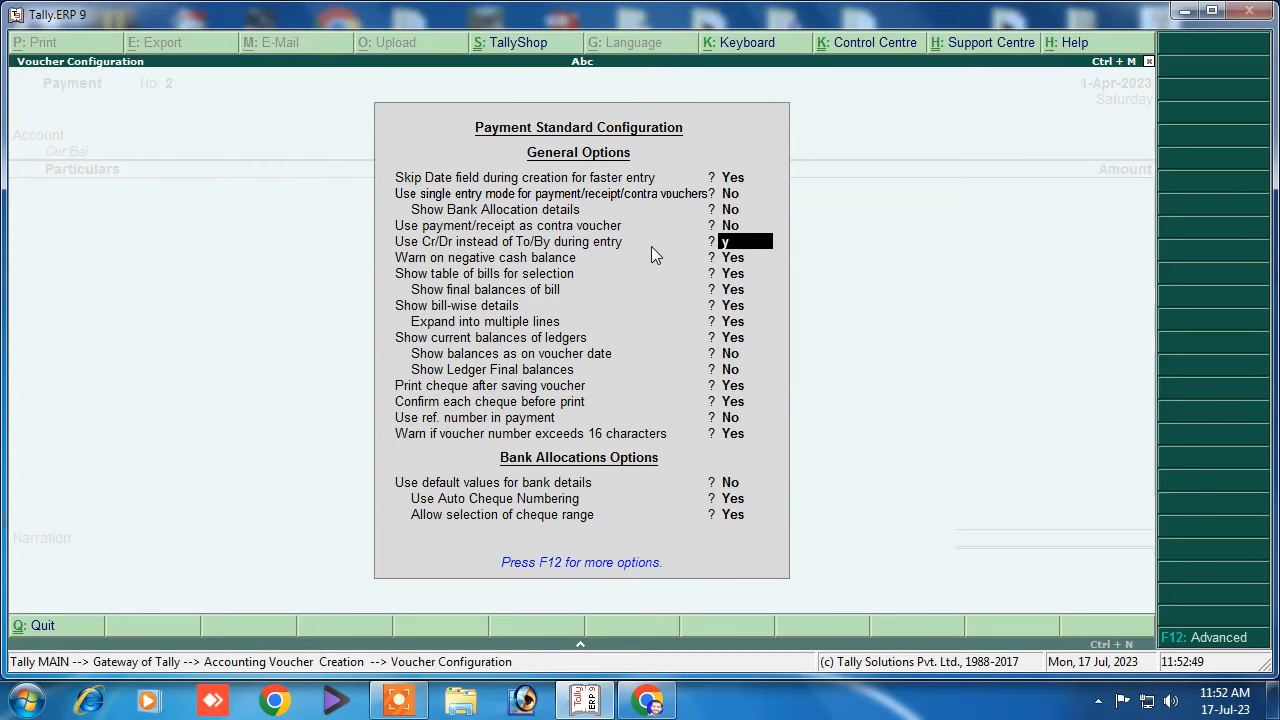 Tally.ERP 9
P: Print E: Export M: E-Mail O: Upload S: TallyShop G: Language K: Keyboard K: Control Centre H: Support Centre H: Help
Voucher Configuration Abc Ctrl + M
Payment No. 2 1-Apr-2023
Saturday
Account :
Cur Bal:
Particulars Amount
Payment Standard Configuration
General Options
Skip Date field during creation for faster entry ? Yes
Use single entry mode for payment/receipt/contra vouchers? No
Show Bank Allocation details ? No
Use payment/receipt as contra voucher ? No
Use Cr/Dr instead of To/By during entry ? y
Warn on negative cash balance ? Yes
Show table of bills for selection ? Yes
Show final balances of bill ? Yes
Show bill-wise details ? Yes
Expand into multiple lines ? Yes
Show current balances of ledgers ? Yes
Show balances as on voucher date ? No
Show Ledger Final balances ? No
Print cheque after saving voucher ? Yes
Confirm each cheque before print ? Yes
Use ref. number in payment ? No
Warn if voucher number exceeds 16 characters ? Yes
Bank Allocations Options
Use default values for bank details ? No
Use Auto Cheque Numbering ? Yes
Allow selection of cheque range ? Yes
Narration:
Press F12 for more options.
Q: Quit
F12: Advanced
Ctrl + N
Tally MAIN --> Gateway of Tally --> Accounting Voucher Creation --> Voucher Configuration (c) Tally Solutions Pvt. Ltd., 1988-2017 Mon, 17 Jul, 2023 11:52:49
11:52 AM
17-Jul-23